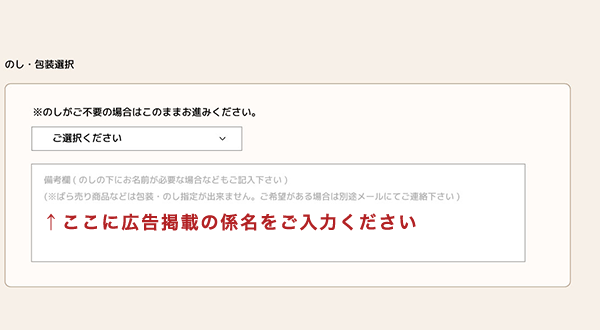 のし・包装選択
※のしがご不要の場合はこのままお進みください。
ご選択ください
備考欄 ( のしの下にお名前が必要な場合などもご記入下さい )
(※ばら売り商品などは包装・のし指定が出来ません。ご希望がある場合は別途メールにてご連絡下さい )
↑ここに広告掲載の係名をご入力ください